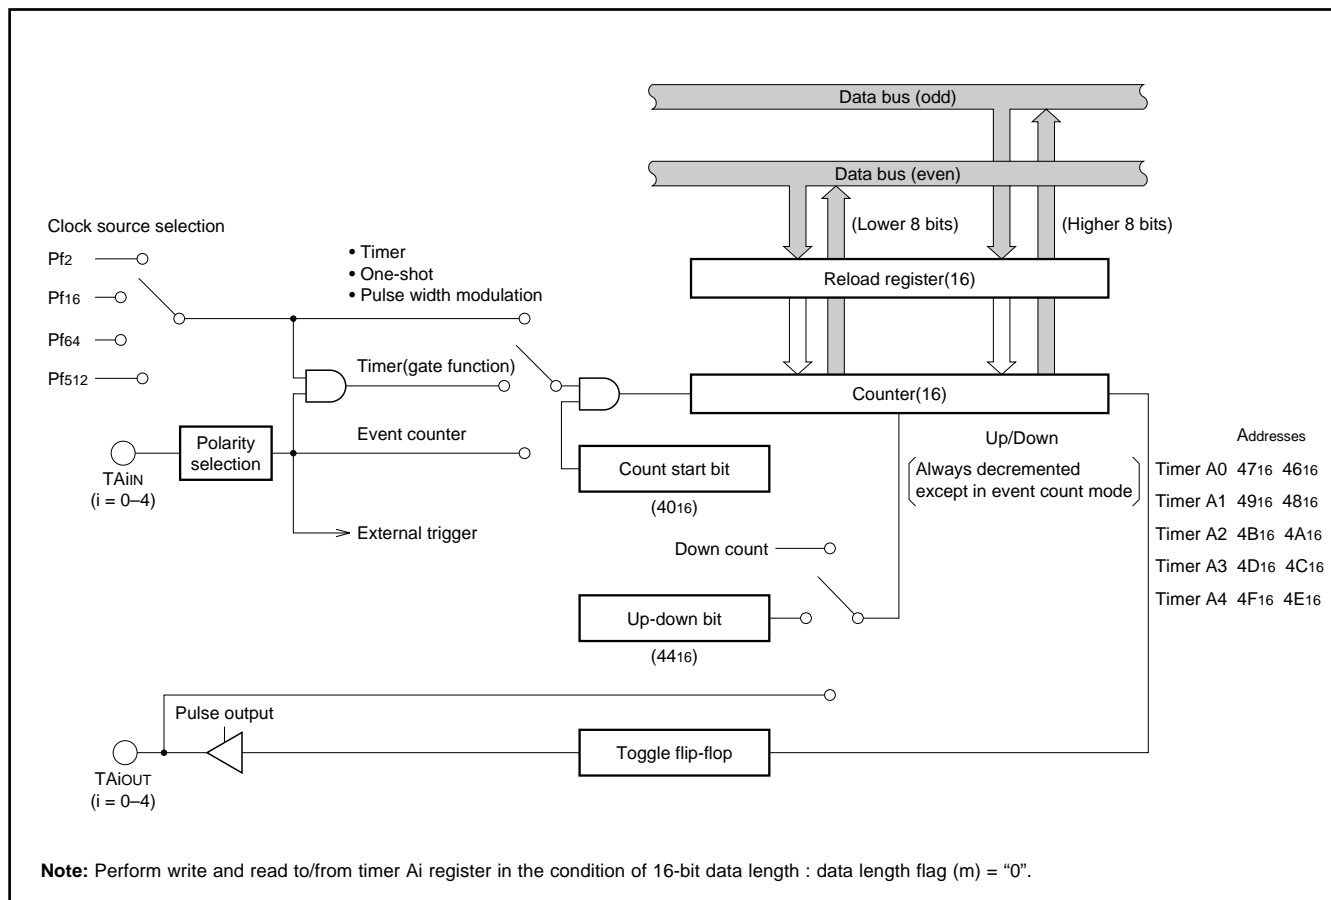 Data bus (odd)
Data bus (even)
(Lower 8 bits)
(Higher 8 bits)
Clock source selection
Pf2
Pf16
Pf64
Pf512
• Timer
• One-shot
• Pulse width modulation
Reload register(16)
Timer(gate function)
Counter(16)
Polarity
selection
Event counter
TAiIN
(i = 0–4)
Count start bit
(4016)
Up/Down
Always decremented
except in event count mode
External trigger
Addresses
Timer A0 4716 4616
Timer A1 4916 4816
Timer A2 4B16 4A16
Timer A3 4D16 4C16
Timer A4 4F16 4E16
Down count
Up-down bit
(4416)
Pulse output
Toggle flip-flop
TAiOUT
(i = 0–4)
Note: Perform write and read to/from timer Ai register in the condition of 16-bit data length : data length flag (m) = “0”.